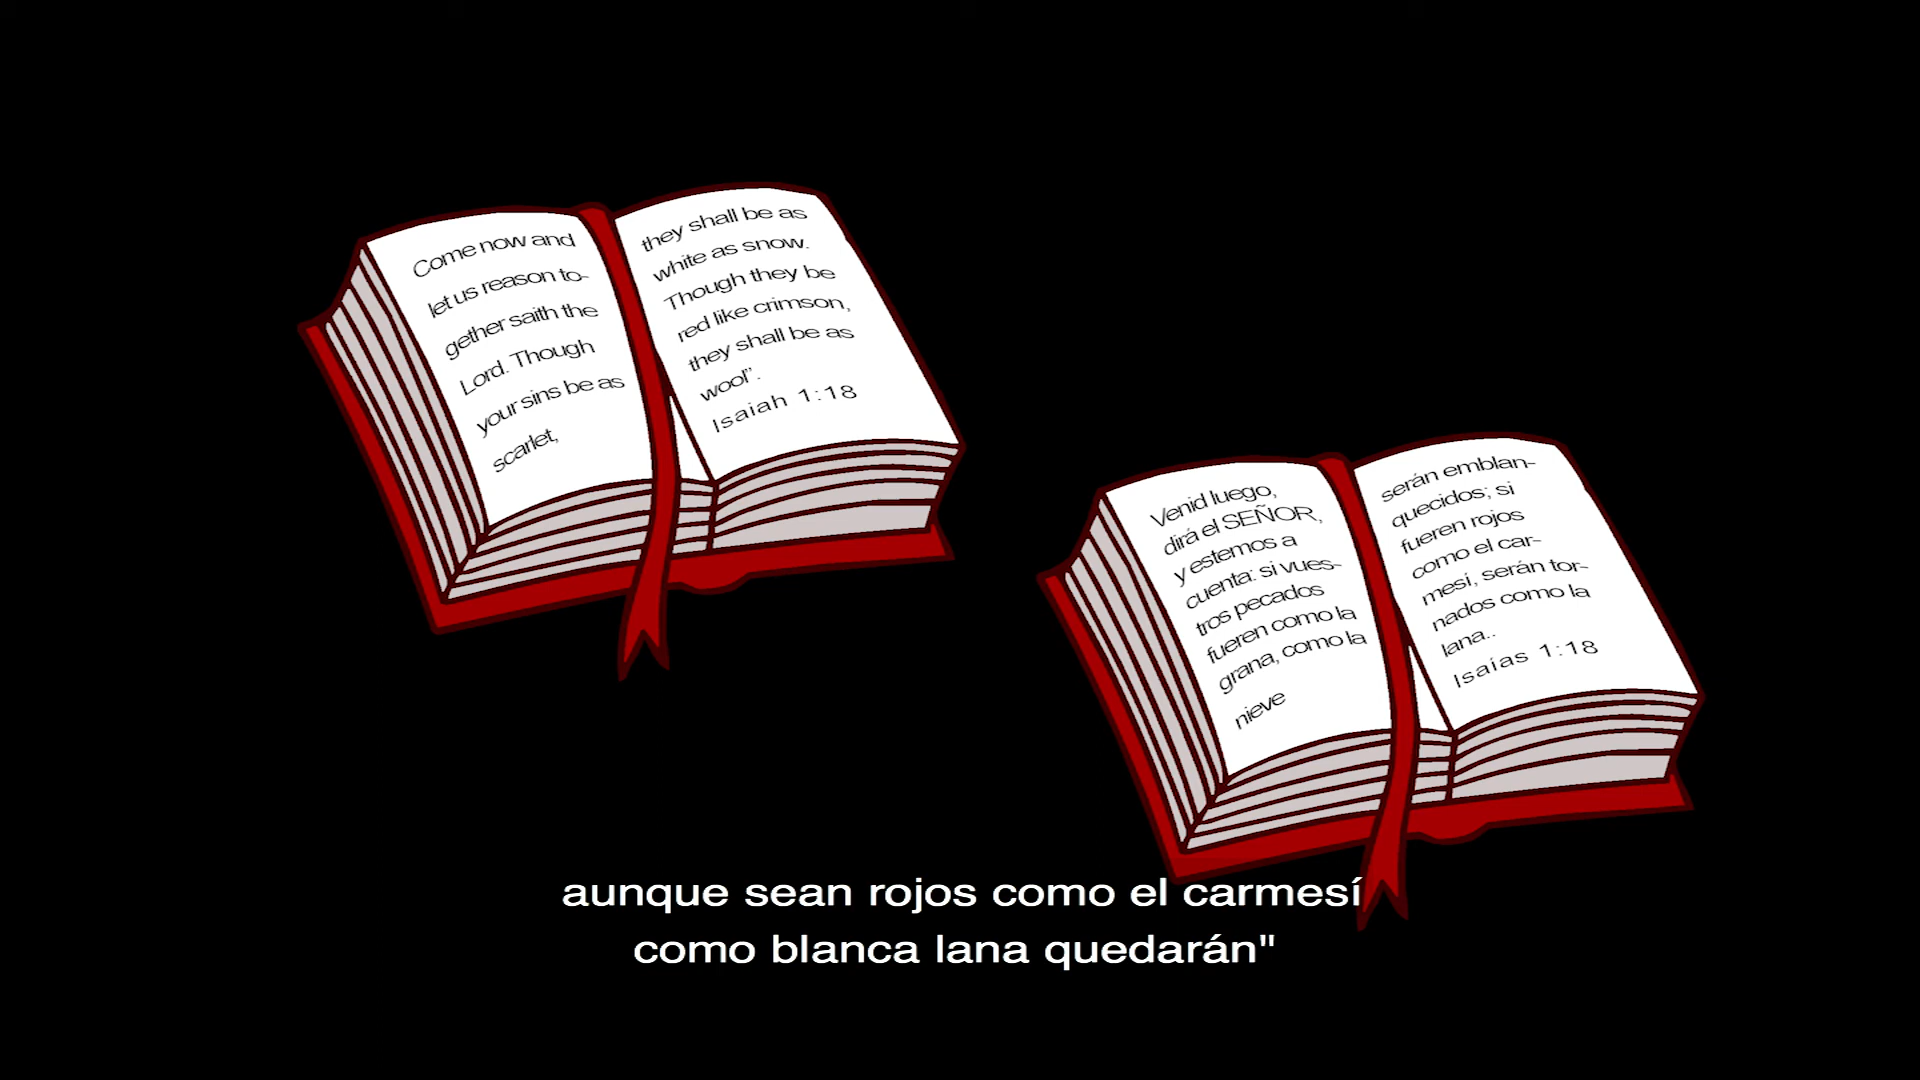 Come now and
let us reason to-
gether saith the
Lord. Though
your sins be as
scarlet,
they shall be as
white as snow.
Though they be
red like crimson,
they shall be as
wool”.
Isaiah 1:18
Venid luego,
dirá el SEÑOR,
y estemos a
cuenta: si vues-
tros pecados
fueren como la
grana, como la
nieve
serán emblan-
quecidos; si
fueren rojos
como el car-
mesí, serán tor-
nados como la
lana..
Isaías 1:18
aunque sean rojos como el carmesí
como blanca lana quedarán"